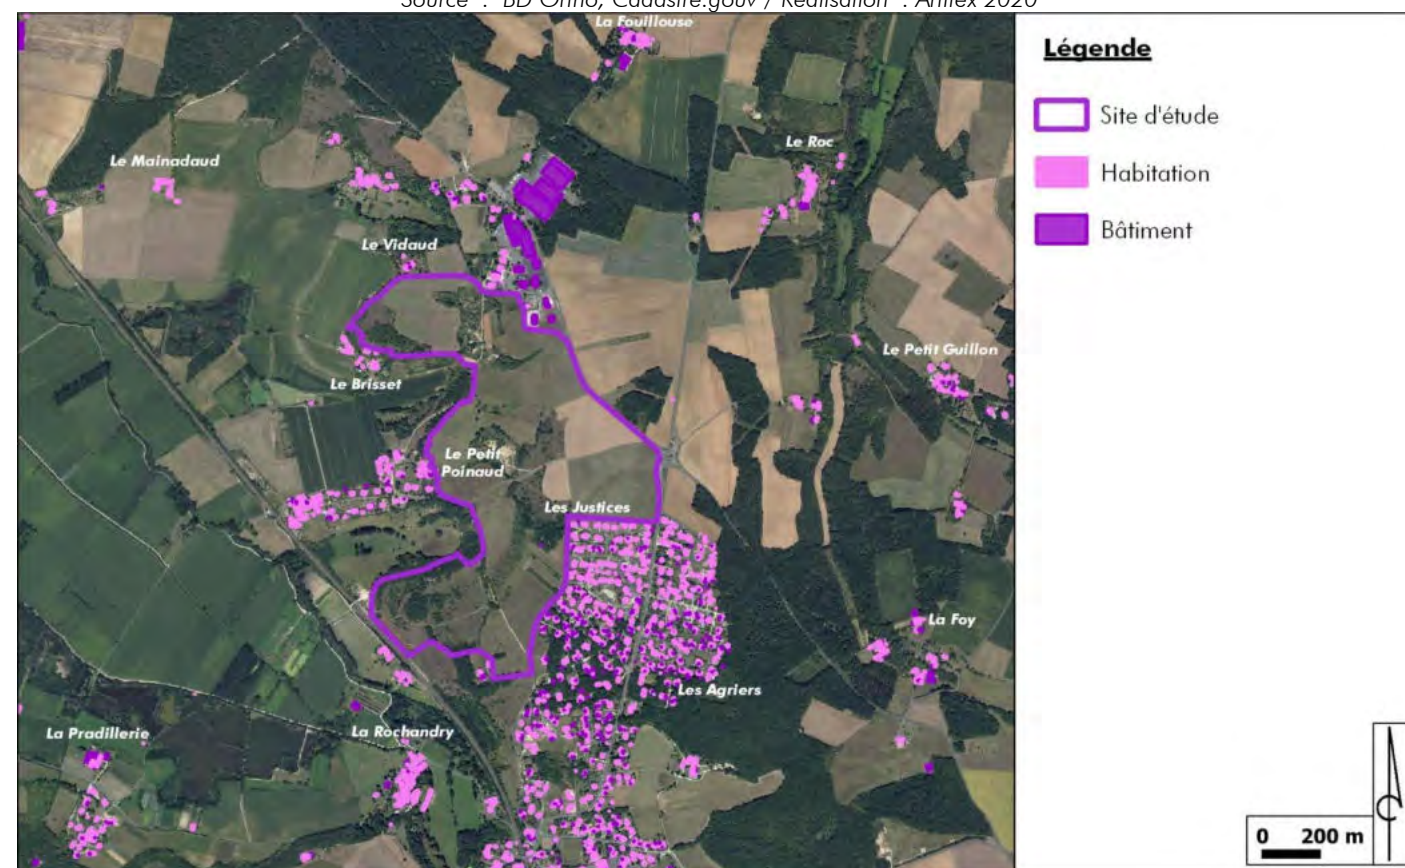 Source : BD Ortho, Cadastre.gouv / Réalisation : Artifex 2020
La Fouillouse
Légende
Site d'étude
Habitation
Bâtiment
Le Mainadaud
Le Roc
Le Vidaud
Le Petit Guillon
Le Brisset
Le Petit
Poinaud
Les Justices
La Foy
Les Agriers
La Pradillerie
La Rochandry
0 200 m